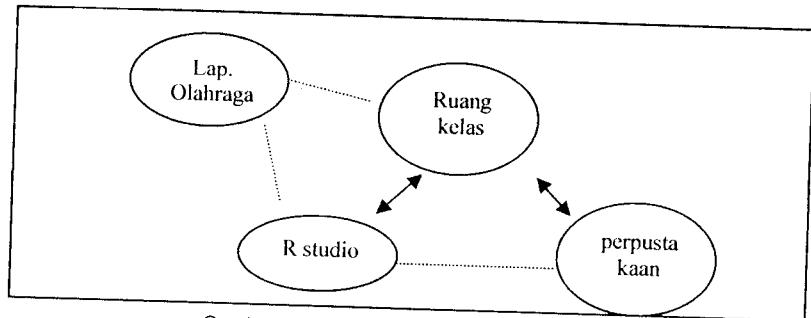 Lap.
Olahraga
Ruang
kelas
R studio
perpusta
kaan